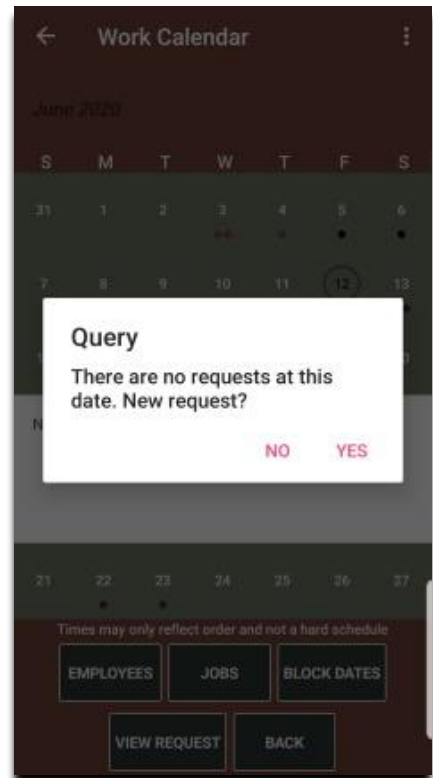 Work Calendar
June 2020
S M T W T F S
31 1 2 3 4 5 6
7 8 9 10 11 12 13
Query
There are no requests at this
date. New request?
NO YES
N
21 22 23 24 25 26 27
Times may only reflect order and not a hard schedule
EMPLOYEES JOBS BLOCK DATES
VIEW REQUEST BACK